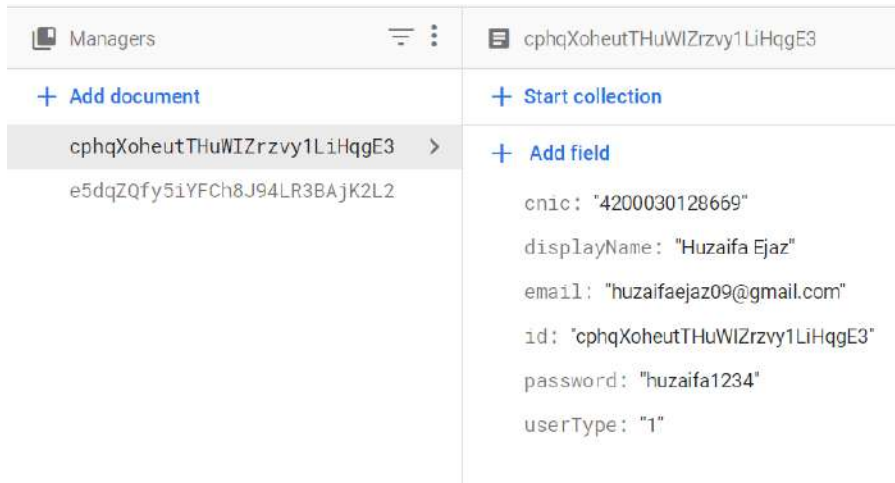 Managers
+ Add document
cphqXoheutTHuWIZrzvy1LiHqgE3
e5dqZQfy5iYFCh8J94LR3BAjK2L2
cphqXoheutTHuWIZrzvy1LiHqgE3
+ Start collection
+ Add field
cnic: "4200030128669"
displayName: "Huzaifa Ejaz"
email: "huzaifaejaz09@gmail.com"
id: "cphqXoheutTHuWIZrzvy1LiHqgE3"
password: "huzaifa1234"
userType: "1"